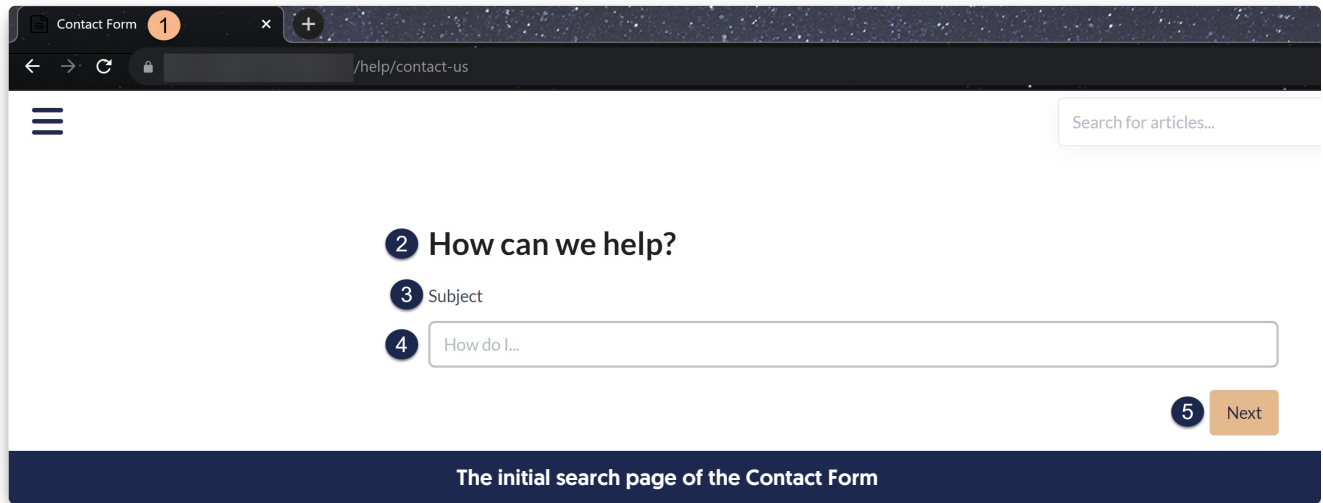 Contact Form 1
/help/contact-us
Search for articles...
2 How can we help?
3 Subject
4 How do I...
5 Next
The initial search page of the Contact Form